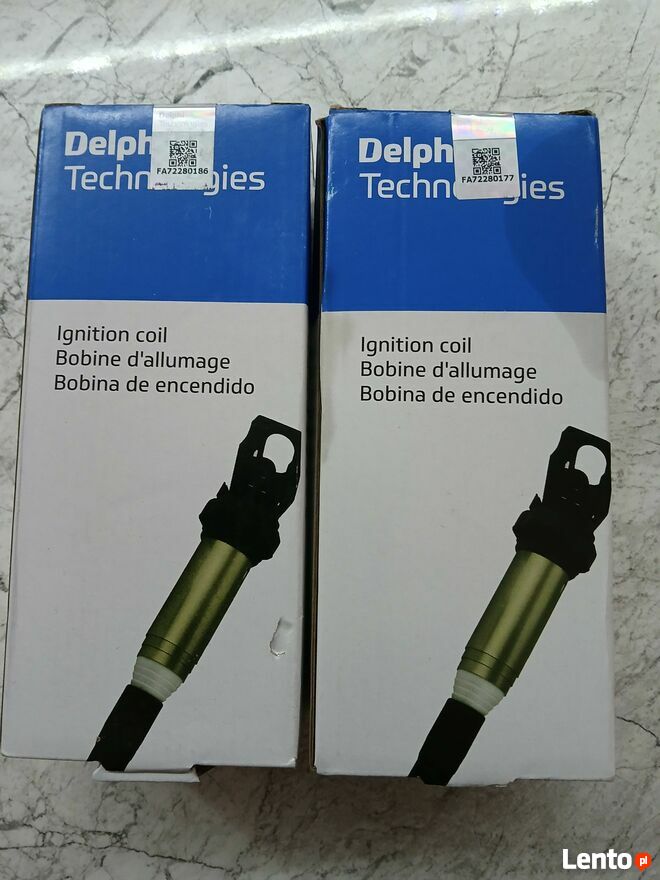 Delphi
Technologies
FA72280186
Ignition coil
Bobine d'allumage
Bobina de encendido
Delph
Techn gies
FA72280177
Ignition coil
Bobine d'allumage
Bobina de encendido
Lento pl